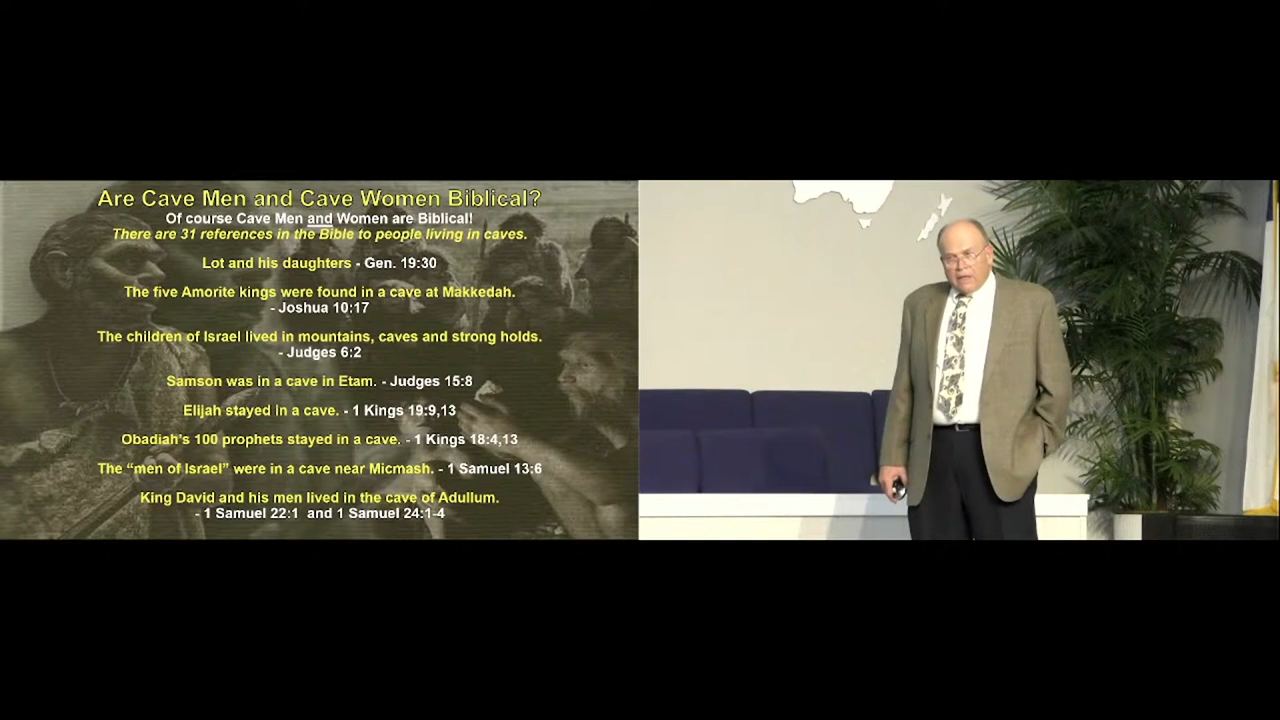 Are Cave Men and Cave Women Biblical?
Of course Cave Men and Women are Biblical!
There are 31 references in the Bible to people living in caves.
Lot and his daughters - Gen. 19:30
The five Amorite kings were found in a cave at Makkedah.
- Joshua 10:17
The children of Israel lived in mountains, caves and strong holds.
- Judges 6:2
Samson was in a cave in Etam. - Judges 15:8
Elijah stayed in a cave. - 1 Kings 19:9,13
Obadiah's 100 prophets stayed in a cave. - 1 Kings 18:4,13
The “men of Israel” were in a cave near Micmash. - 1 Samuel 13:6
King David and his men lived in the cave of Adullum.
- 1 Samuel 22:1 and 1 Samuel 24:1-4